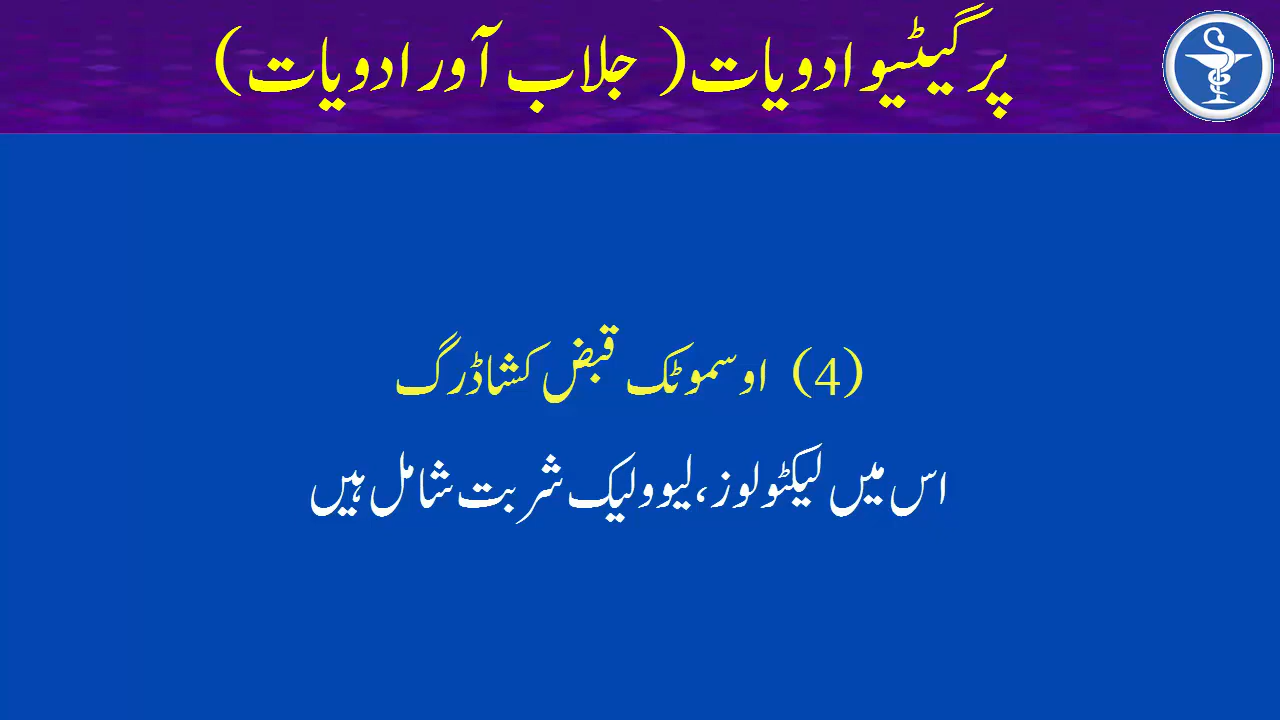 پرگیٹیو ادویات( جلاب آور ادویات)
(4) اوسموٹک قبض کشا ڈرگ
اس میں لیکٹولوز، لیوولیک شربت شامل ہیں